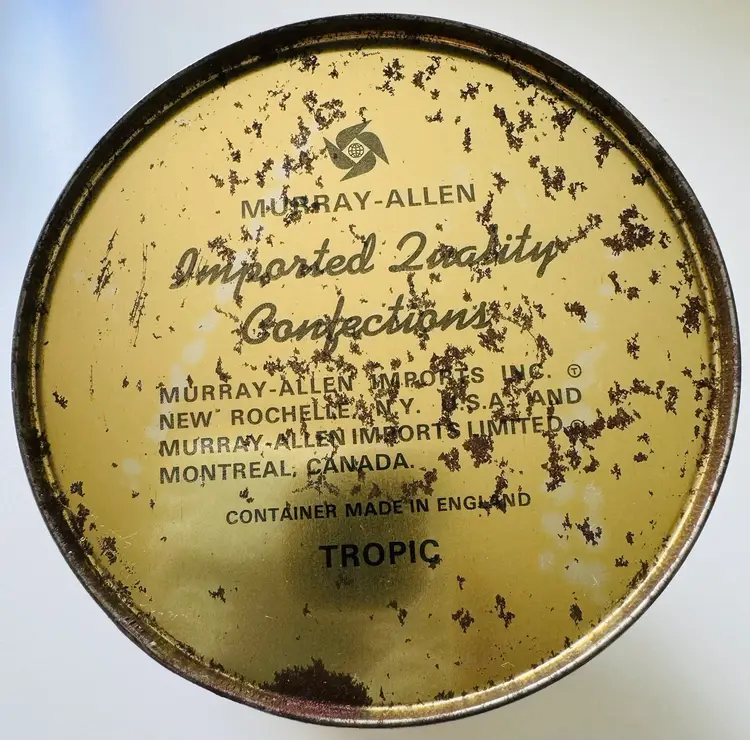 MURRAY-ALLEN
Imported Quality
Confections
MURRAY-ALLEN IMPORTS INC. Ⓣ
NEW ROCHELLE, N.Y. U.S.A. AND
MURRAY-ALLEN IMPORTS LIMITED
MONTREAL, CANADA.
CONTAINER MADE IN ENGLAND
TROPIC